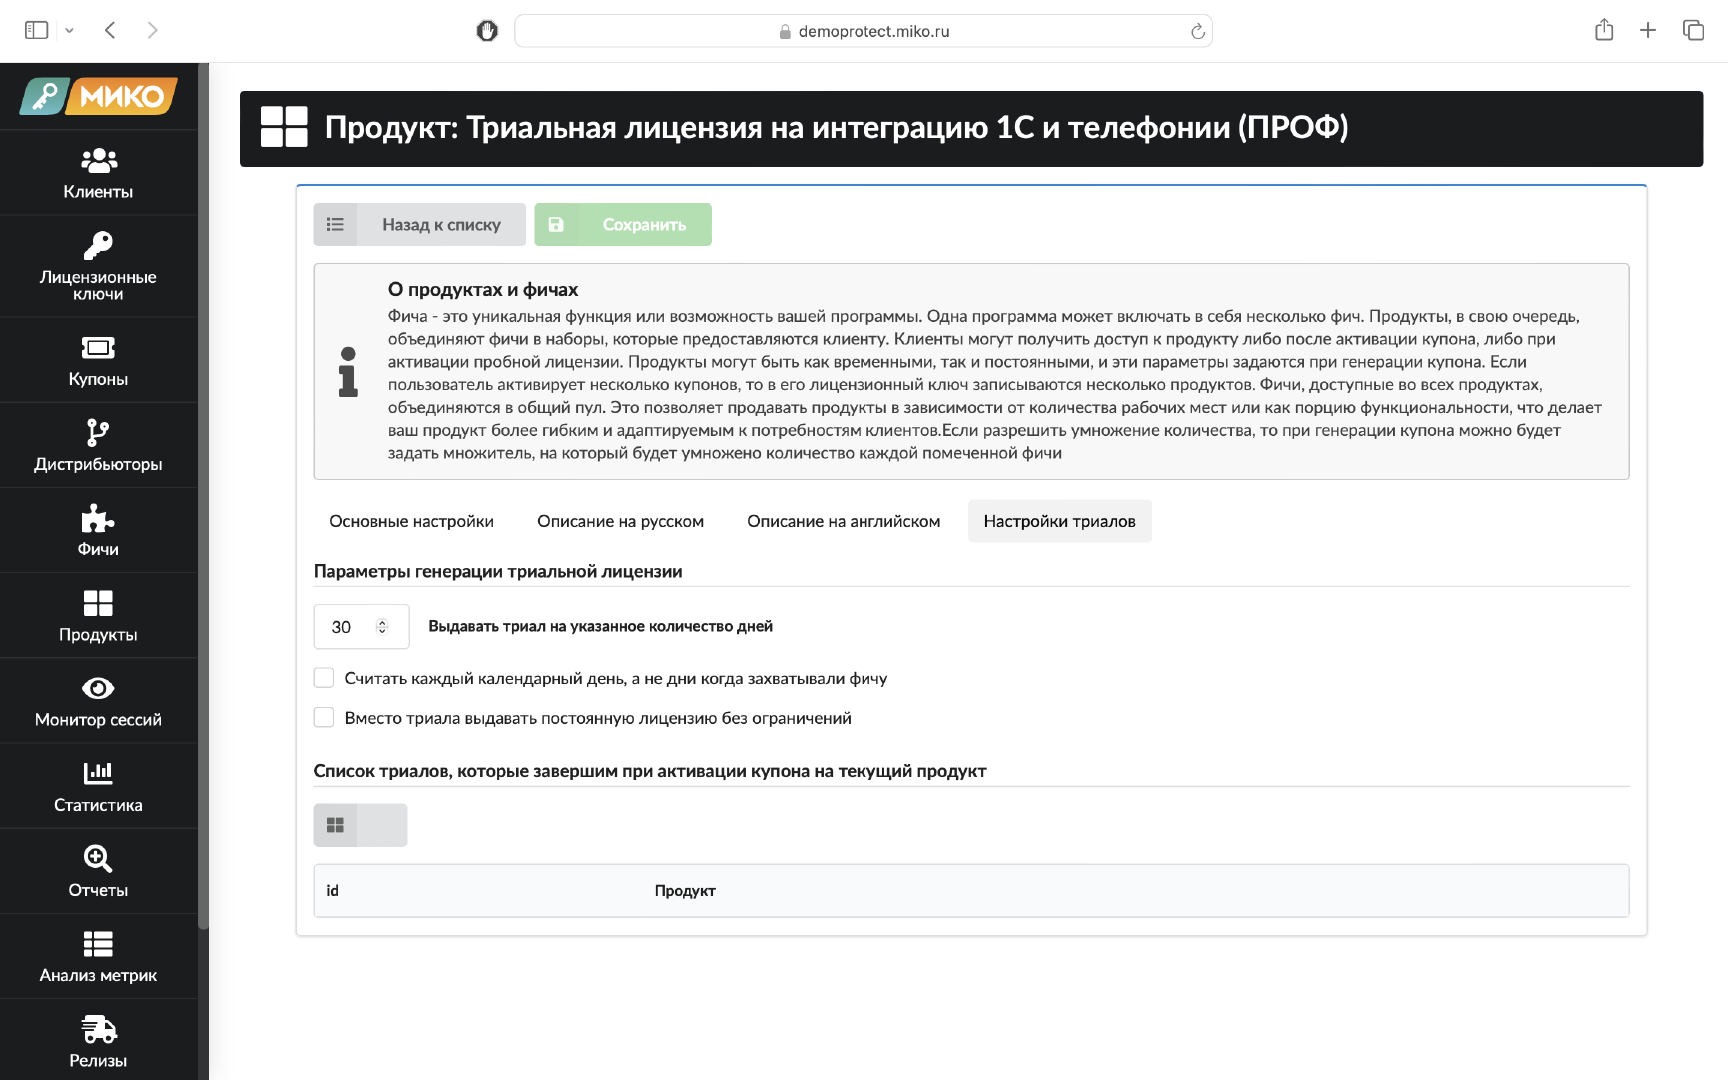 demoprotect.miko.ru
МИКО
Клиенты
Лицензионные
ключи
Купоны
Дистрибьюторы
Фичи
Продукты
Монитор сессий
Статистика
Отчеты
Анализ метрик
Релизы
Продукт: Триальная лицензия на интеграцию 1С и телефонии (ПРОФ)
Назад к списку
Сохранить
О продуктах и фичах
Фича - это уникальная функция или возможность вашей программы. Одна программа может включать в себя несколько фич. Продукты, в свою очередь,
объединяют фичи в наборы, которые предоставляются клиенту. Клиенты могут получить доступ к продукту либо после активации купона, либо при
активации пробной лицензии. Продукты могут быть как временными, так и постоянными, и эти параметры задаются при генерации купона. Если
пользователь активирует несколько купонов, то в его лицензионный ключ записываются несколько продуктов. Фичи, доступные во всех продуктах,
объединяются в общий пул. Это позволяет продавать продукты в зависимости от количества рабочих мест или как порцию функциональности, что делает
ваш продукт более гибким и адаптируемым к потребностям клиентов.Если разрешить умножение количества, то при генерации купона можно будет
задать множитель, на который будет умножено количество каждой помеченной фичи
Основные настройки
Описание на русском
Описание на английском
Настройки триалов
Параметры генерации триальной лицензии
30
Выдавать триал на указанное количество дней
Считать каждый календарный день, а не дни когда захватывали фичу
Вместо триала выдавать постоянную лицензию без ограничений
Список триалов, которые завершим при активации купона на текущий продукт
id
Продукт